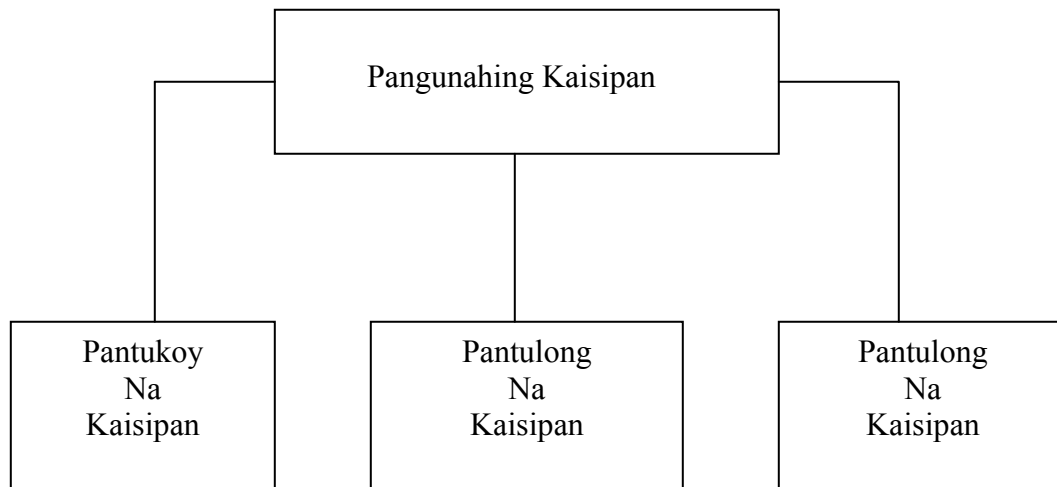 Pangunahing Kaisipan
Pantukoy
Na
Kaisipan
Pantulong
Na
Kaisipan
Pantulong
Na
Kaisipan